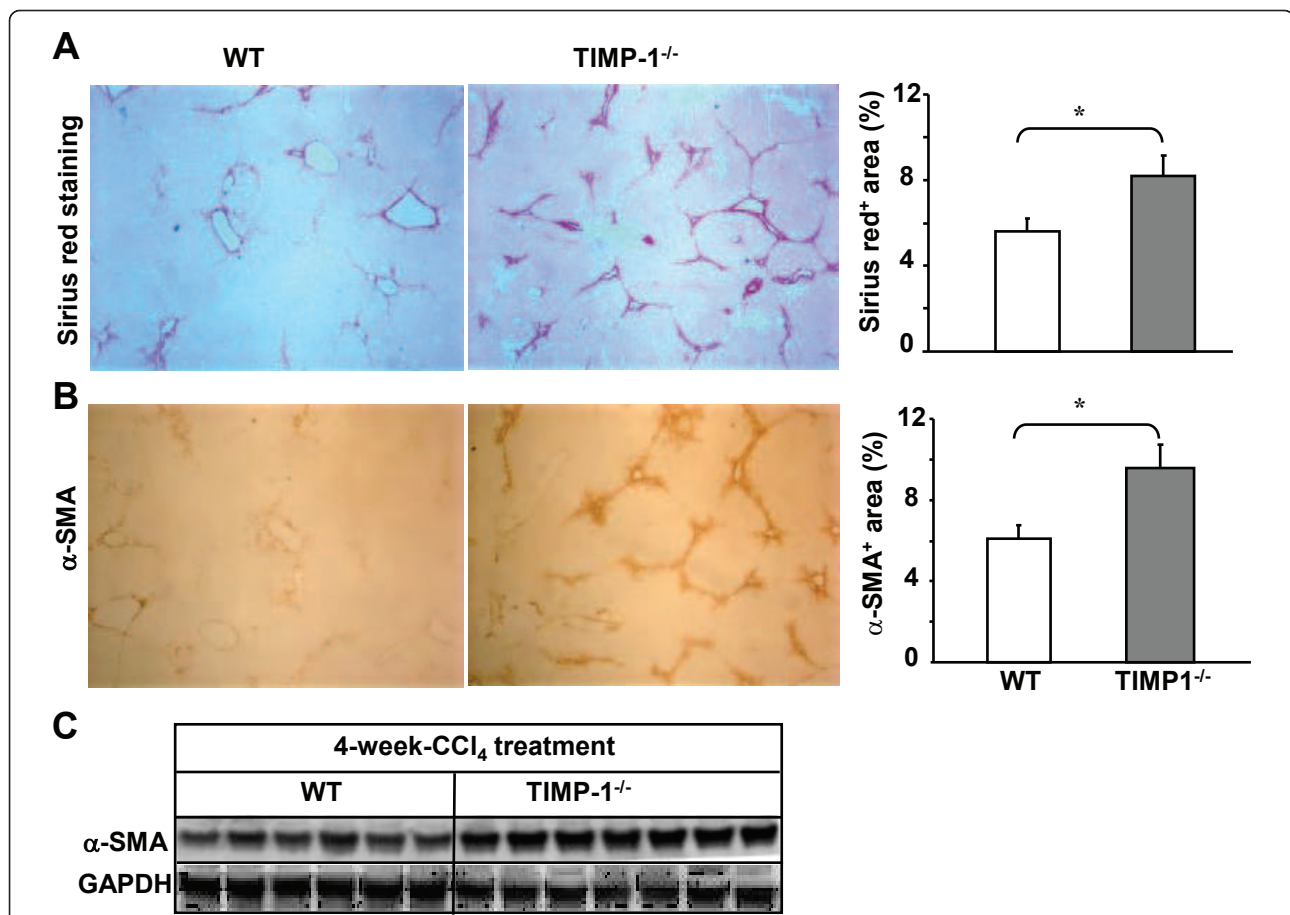 A
WT
TIMP-1-/-
Sirius red staining
Sirius red+ area (%)
12
8
4
0
*
B
α-SMA
α-SMA+ area (%)
12
8
4
0
*
WT
TIMP1-/-
C
4-week-CCl4 treatment
WT
TIMP-1-/-
α-SMA
GAPDH